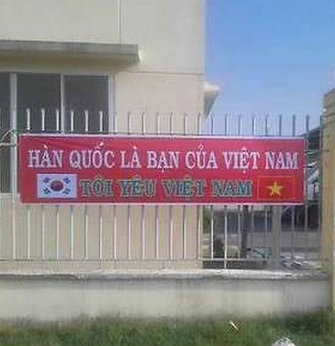 HÀN QUỐC LÀ BẠN CỦA VIỆT NAM
TÔI YÊU VIỆT NAM